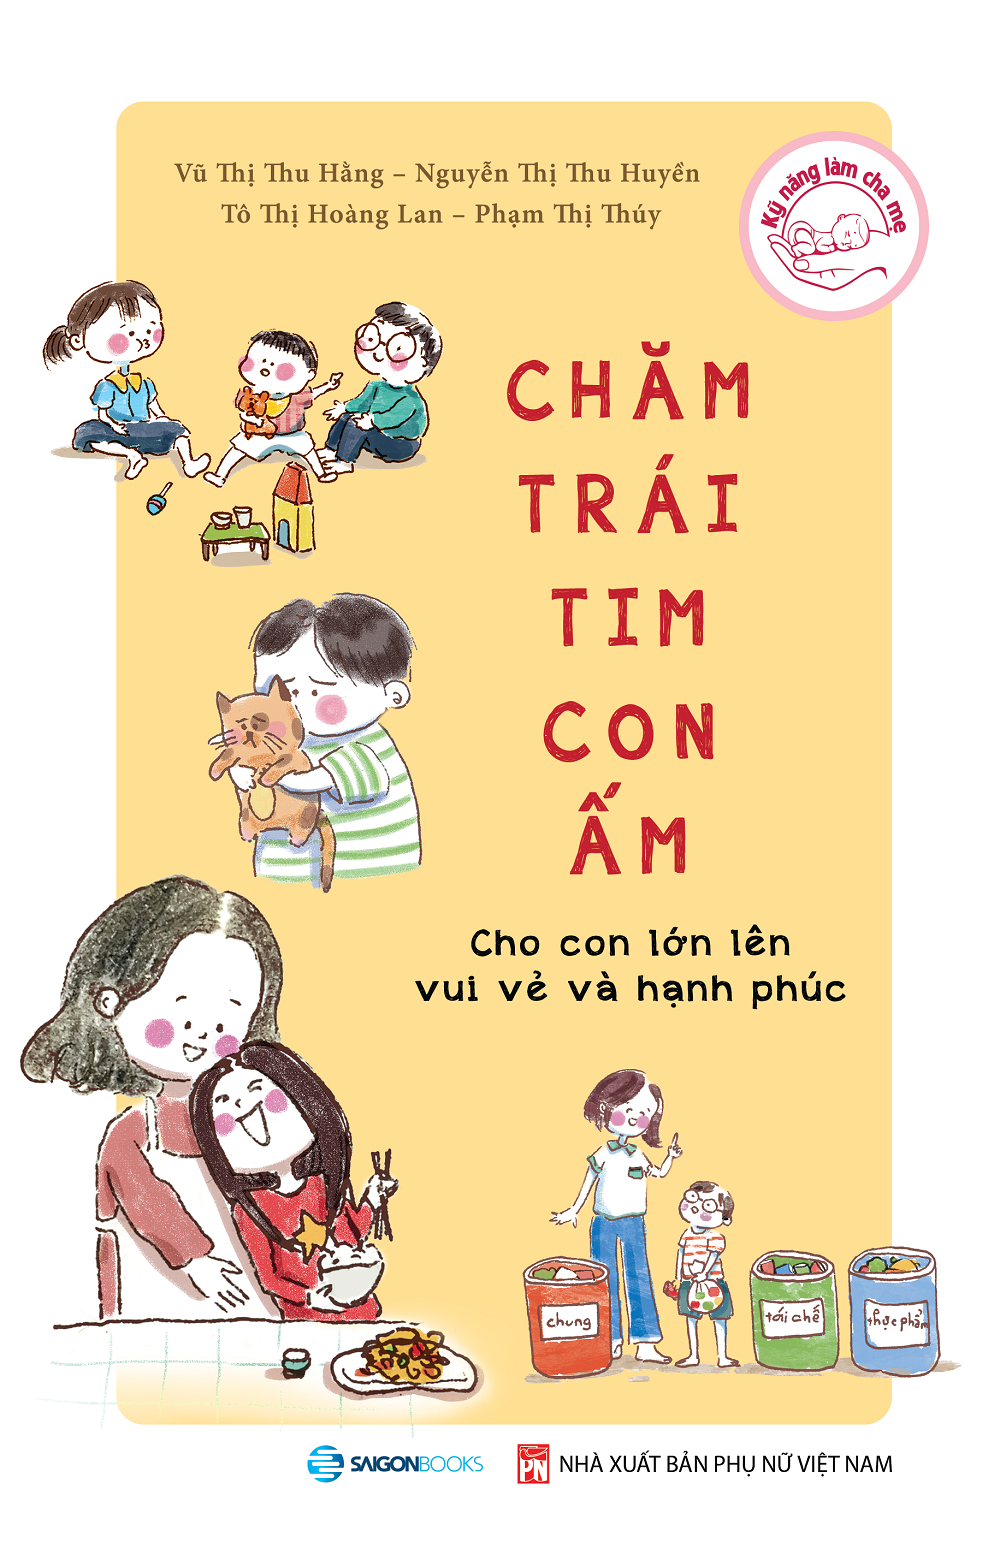 Vũ Thị Thu Hằng – Nguyễn Thị Thu Huyền
Tô Thị Hoàng Lan – Phạm Thị Thúy
Kỹ năng làm cha mẹ
CHĂM
TRÁI
TIM
CON
ẤM
Cho con lớn lên
vui vẻ và hạnh phúc
chung
tái chế
thực phẩm
SAIGONBOOKS
PN
NHÀ XUẤT BẢN PHỤ NỮ VIỆT NAM